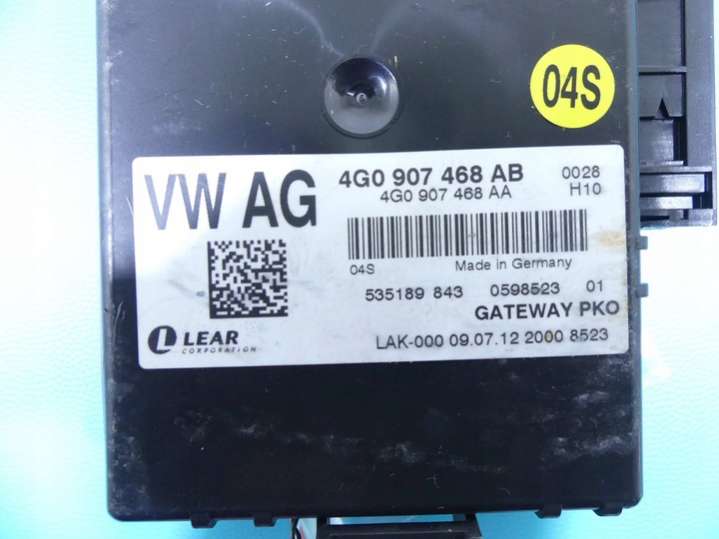 04S
VW AG
4G0 907 468 AB 0028
4G0 907 468 AA H10
04S Made in Germany
535189 843 0598523 01
GATEWAY PKO
LEAR
CORPORATION
LAK-000 09.07.12 2000 8523